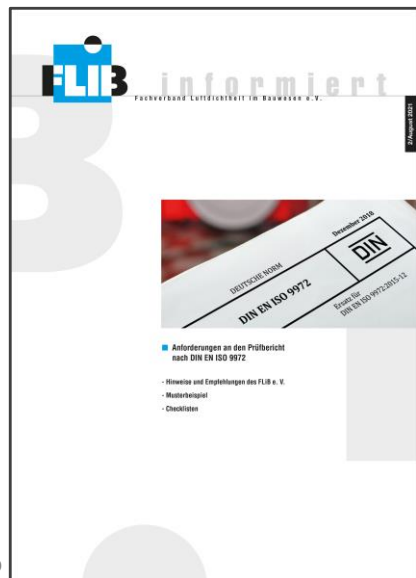 FLiB informiert
Fachverband Luftdichtheit im Bauwesen e.V.
2/August 2021
Dezember 2018
DEUTSCHE NORM
DIN
DIN EN ISO 9972
Ersatz für
DIN EN ISO 9972:2015-12
Anforderungen an den Prüfbericht
nach DIN EN ISO 9972
- Hinweise und Empfehlungen des FLiB e. V.
- Musterbeispiel
- Checklisten